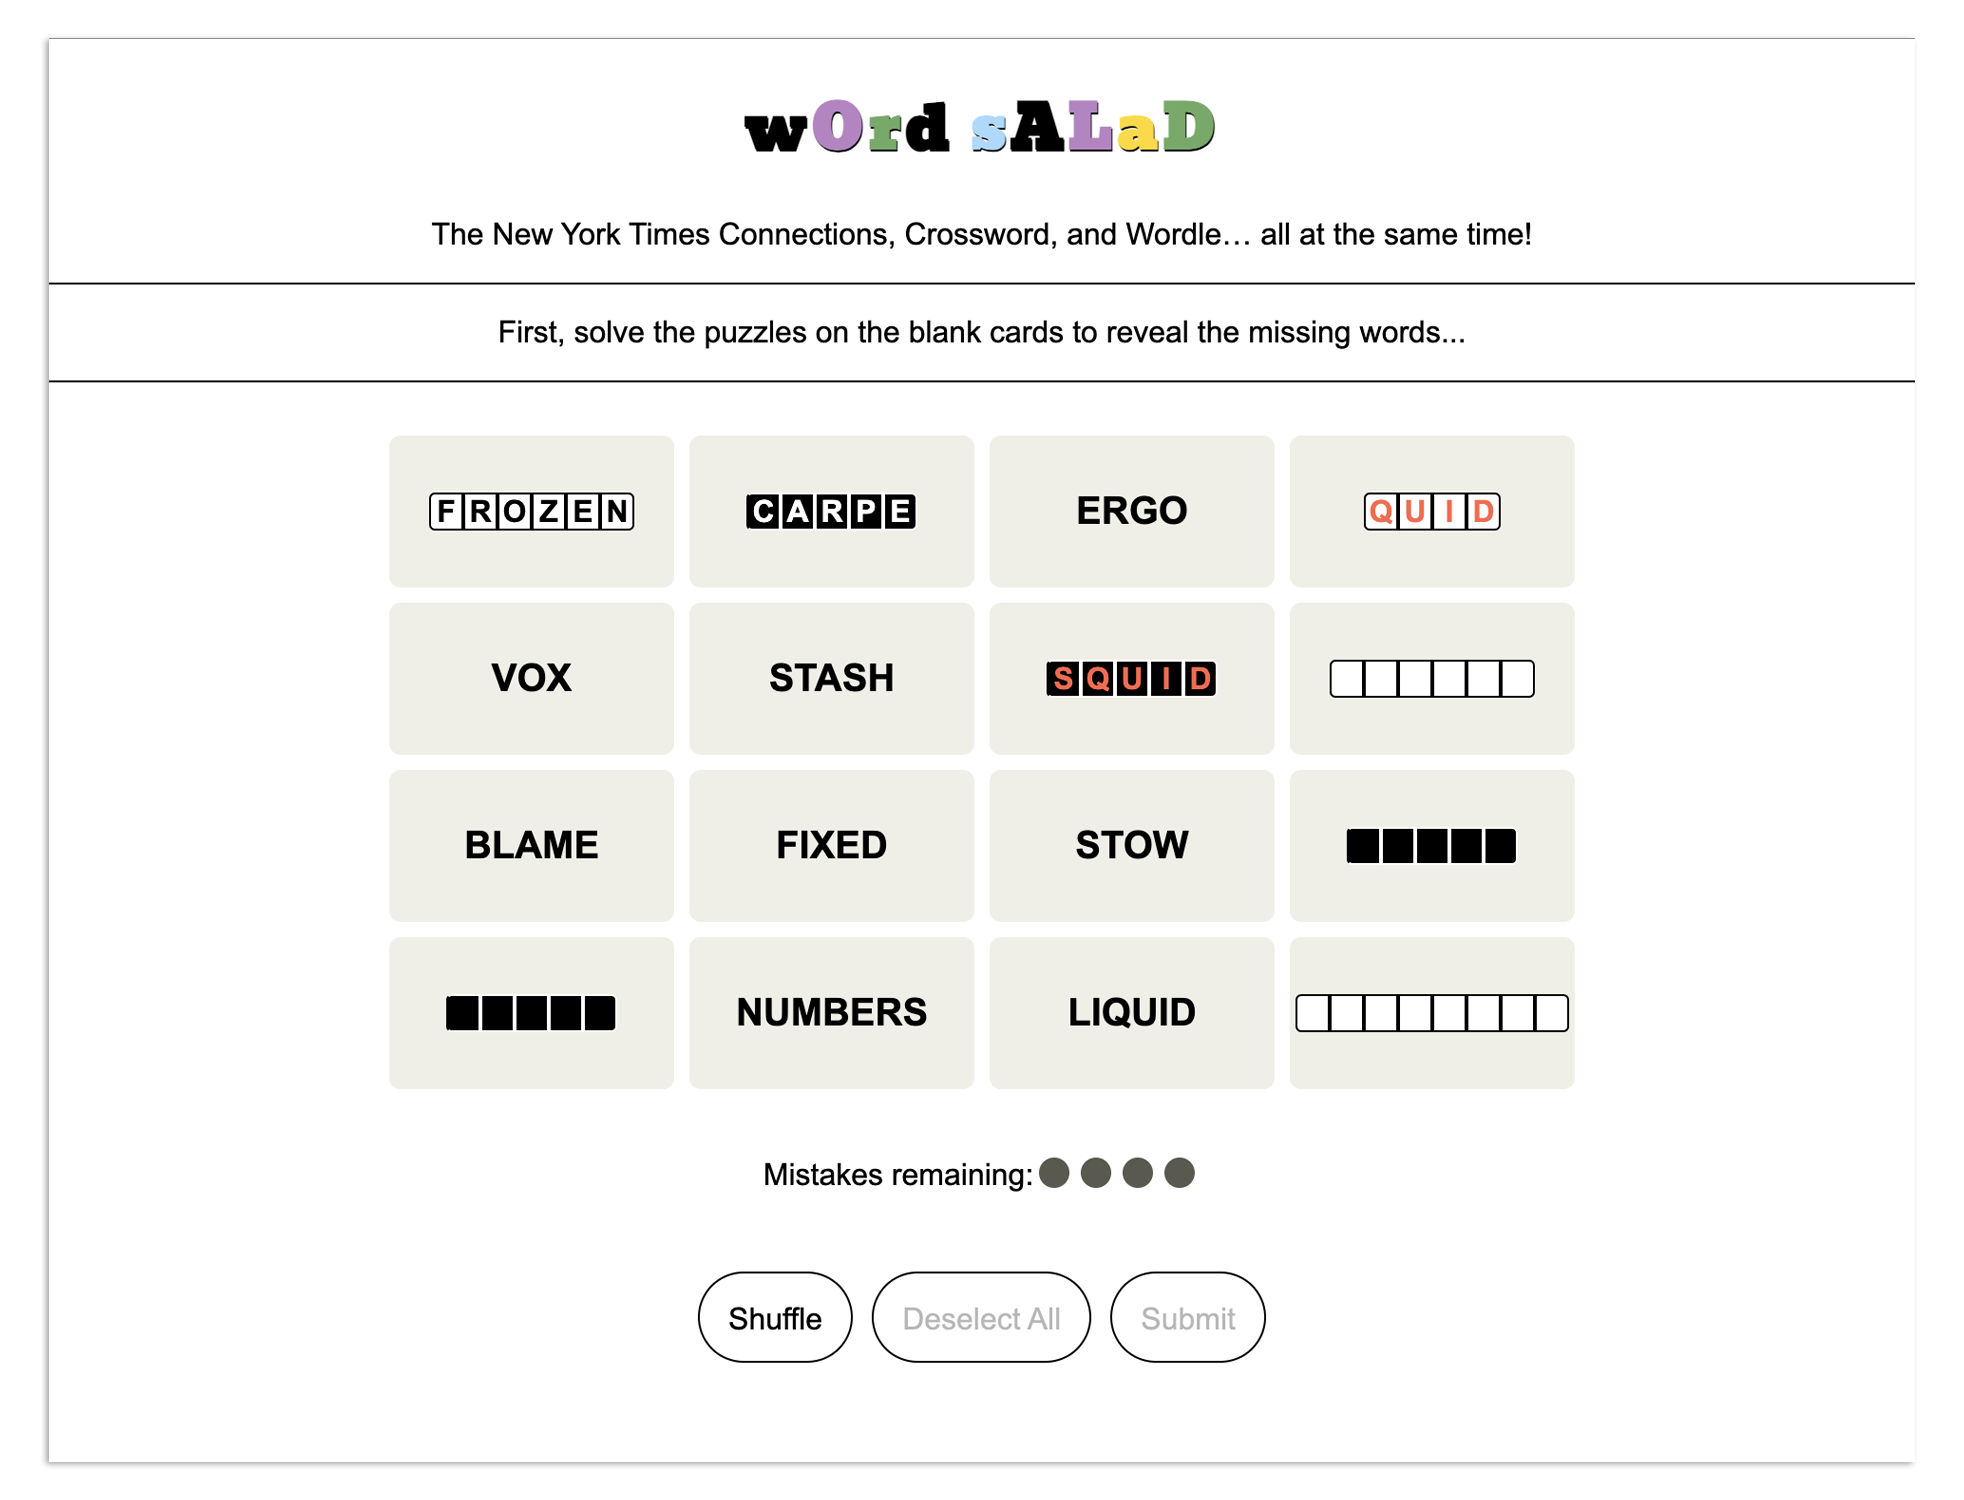 wOrd sALaD
The New York Times Connections, Crossword, and Wordle… all at the same time!
First, solve the puzzles on the blank cards to reveal the missing words...
FROZEN CARPE ERGO QUID
VOX STASH SQUID
BLAME FIXED STOW
NUMBERS LIQUID
Mistakes remaining:
Shuffle Deselect All Submit